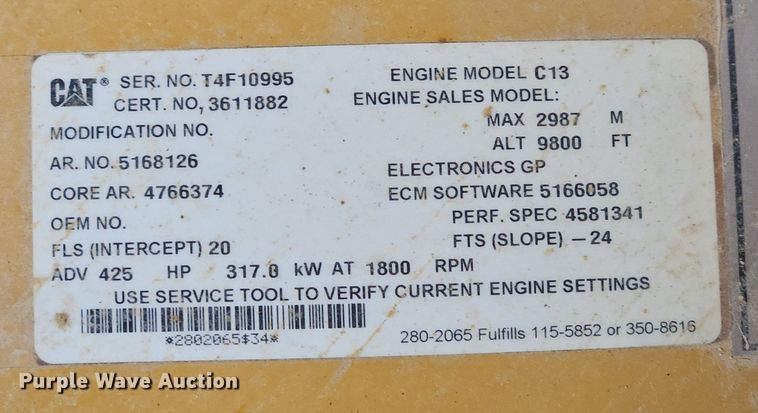 CAT® SER. NO. T4F10995 ENGINE MODEL C13
CERT. NO, 3611882 ENGINE SALES MODEL:
MODIFICATION NO. MAX 2987 M
ALT 9800 FT
AR. NO. 5168126 ELECTRONICS GP
CORE AR. 4766374 ECM SOFTWARE 5166058
OEM NO. PERF. SPEC 4581341
FLS (INTERCEPT) 20 FTS (SLOPE) -24
ADV 425 HP 317.0 kW AT 1800 RPM
USE SERVICE TOOL TO VERIFY CURRENT ENGINE SETTINGS
*2802065$34* 280-2065 Fulfills 115-5852 or 350-8616
Purple Wave Auction